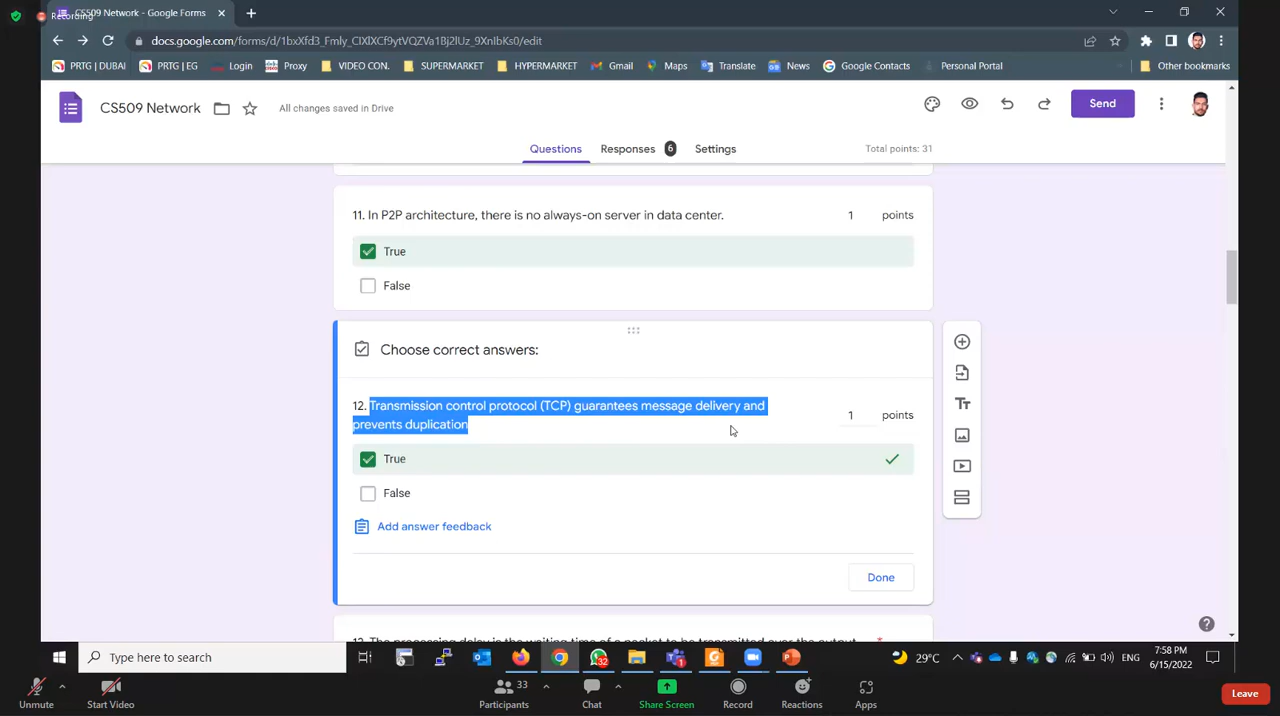 Recording
CS509 Network - Google Forms
docs.google.com/forms/d/1bxXfd3_Fmly_ClXlXCf9ytVQZVa1Bj2lUz_9XnIbKs0/edit
PRTG | DUBAI
PRTG | EG
Login
Proxy
VIDEO CON.
SUPERMARKET
HYPERMARKET
Gmail
Maps
Translate
News
Google Contacts
Personal Portal
Other bookmarks
CS509 Network
All changes saved in Drive
Send
Questions
Responses 6
Settings
Total points: 31
11. In P2P architecture, there is no always-on server in data center.
1 points
True
False
Choose correct answers:
12. Transmission control protocol (TCP) guarantees message delivery and
prevents duplication
1 points
True
False
Add answer feedback
Done
13. The processing delay is the waiting time of a packet to be transmitted over the output *
Type here to search
32
1
29°C
ENG
7:58 PM
6/15/2022
Unmute
Start Video
33
Participants
Chat
Share Screen
Record
Reactions
Apps
Leave